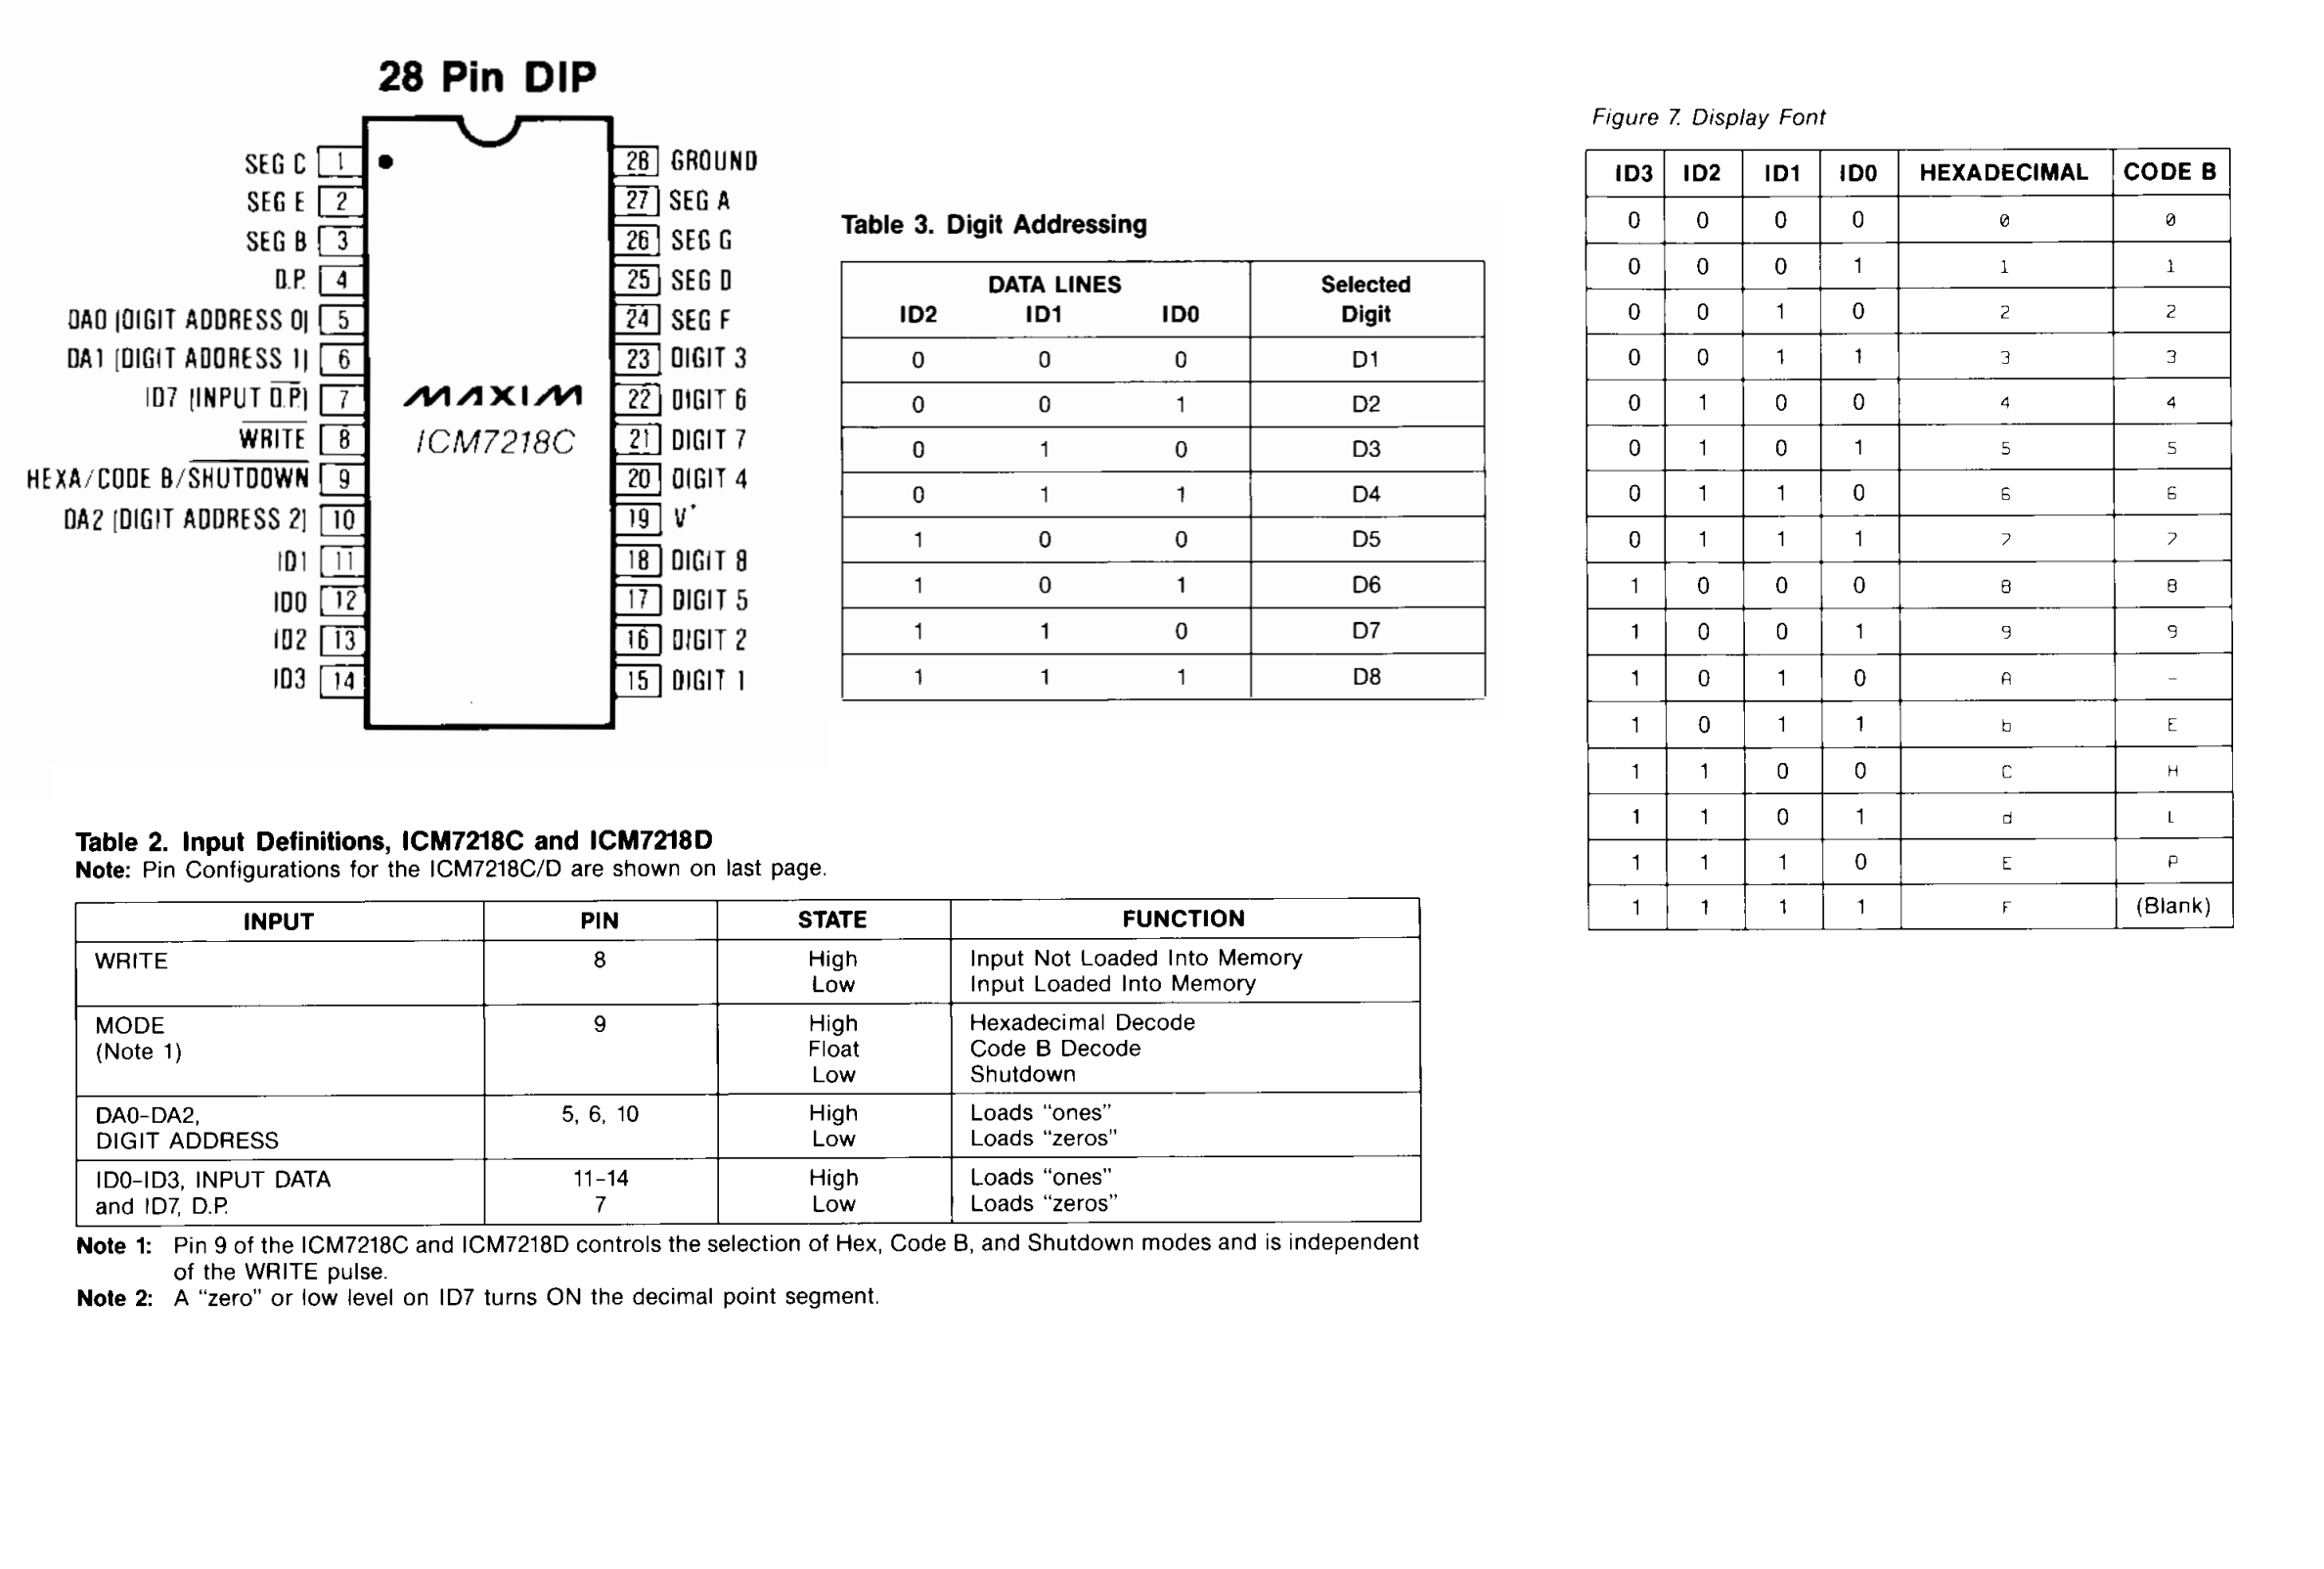 28 Pin DIP
SEG C 1
SEG E 2
SEG B 3
D.P. 4
DA0 (DIGIT ADDRESS 0) 5
DA1 (DIGIT ADDRESS 1) 6
ID7 (INPUT D.P.) 7
WRITE 8
HEXA/CODE B/SHUTDOWN 9
DA2 (DIGIT ADDRESS 2) 10
ID1 11
ID0 12
ID2 13
ID3 14
MAXIM
ICM7218C
28 GROUND
27 SEG A
26 SEG G
25 SEG D
24 SEG F
23 DIGIT 3
22 DIGIT 6
21 DIGIT 7
20 DIGIT 4
19 V+
18 DIGIT 8
17 DIGIT 5
16 DIGIT 2
15 DIGIT 1
Table 3. Digit Addressing
DATA LINES Selected
ID2 ID1 ID0 Digit
0 0 0 D1
0 0 1 D2
0 1 0 D3
0 1 1 D4
1 0 0 D5
1 0 1 D6
1 1 0 D7
1 1 1 D8
Figure 7. Display Font
ID3 ID2 ID1 ID0 HEXADECIMAL CODE B
0 0 0 0 0 0
0 0 0 1 1 1
0 0 1 0 2 2
0 0 1 1 3 3
0 1 0 0 4 4
0 1 0 1 5 5
0 1 1 0 6 6
0 1 1 1 7 7
1 0 0 0 8 8
1 0 0 1 9 9
1 0 1 0 A -
1 0 1 1 b E
1 1 0 0 C H
1 1 0 1 d L
1 1 1 0 E P
1 1 1 1 F (Blank)
Table 2. Input Definitions, ICM7218C and ICM7218D
Note: Pin Configurations for the ICM7218C/D are shown on last page.
INPUT PIN STATE FUNCTION
WRITE 8 High Input Not Loaded Into Memory
Low Input Loaded Into Memory
MODE 9 High Hexadecimal Decode
(Note 1) Float Code B Decode
Low Shutdown
DA0-DA2, 5, 6, 10 High Loads "ones"
DIGIT ADDRESS Low Loads "zeros"
ID0-ID3, INPUT DATA 11-14 High Loads "ones"
and ID7, D.P. 7 Low Loads "zeros"
Note 1: Pin 9 of the ICM7218C and ICM7218D controls the selection of Hex, Code B, and Shutdown modes and is independent
of the WRITE pulse.
Note 2: A "zero" or low level on ID7 turns ON the decimal point segment.